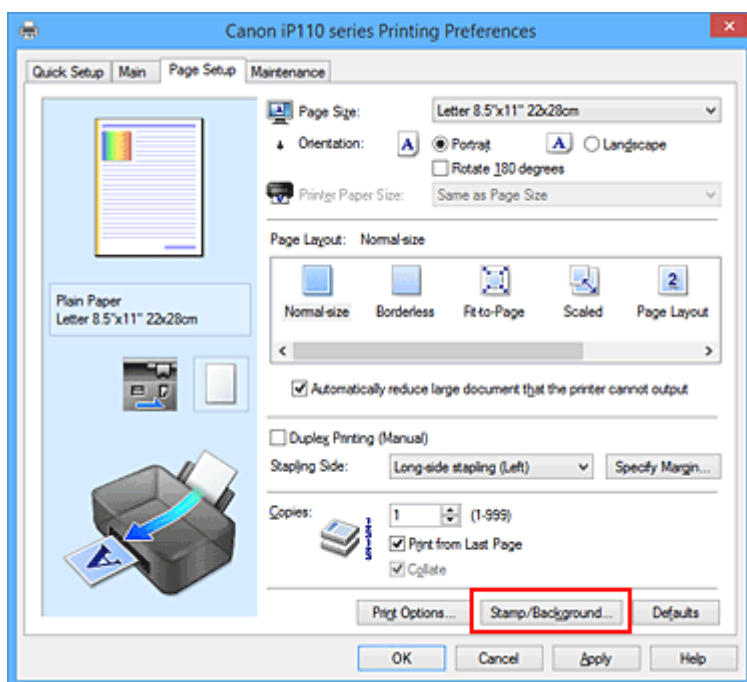 Canon iP110 series Printing Preferences
Quick Setup Main Page Setup Maintenance
Page Size: Letter 8.5"x11" 22x28cm
Orientation: A Portrait A Landscape
Rotate 180 degrees
Printer Paper Size: Same as Page Size
Page Layout: Normal-size
2
Normal-size Borderless Fit-to-Page Scaled Page Layout
Plain Paper
Letter 8.5"x11" 22x28cm
Automatically reduce large document that the printer cannot output
Duplex Printing (Manual)
Stapling Side: Long-side stapling (Left) Specify Margin...
Copies: 1 (1-999)
Print from Last Page
Collate
A
Print Options... Stamp/Background... Defaults
OK Cancel Apply Help